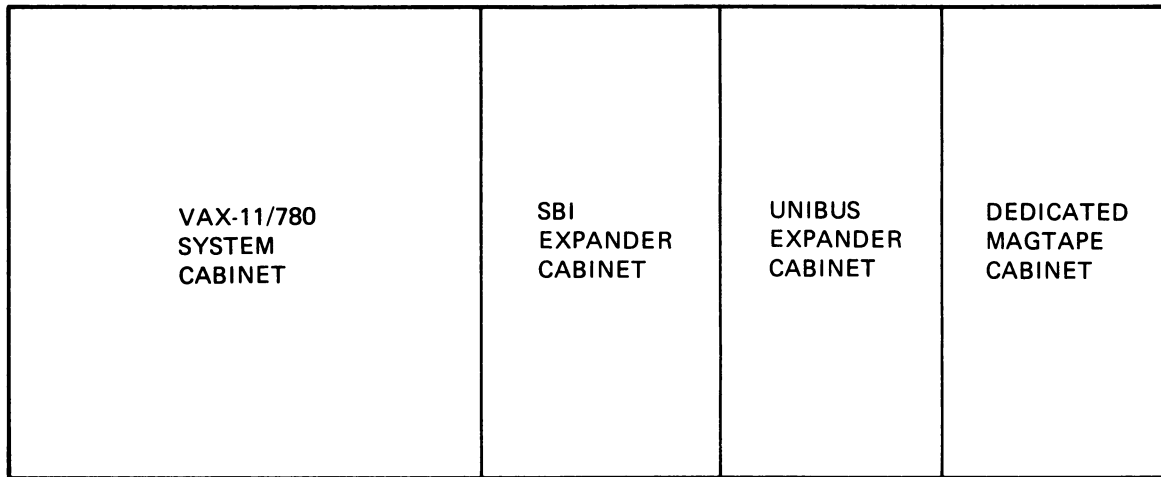 VAX-11/780
SYSTEM
CABINET
SBI
EXPANDER
CABINET
UNIBUS
EXPANDER
CABINET
DEDICATED
MAGTAPE
CABINET